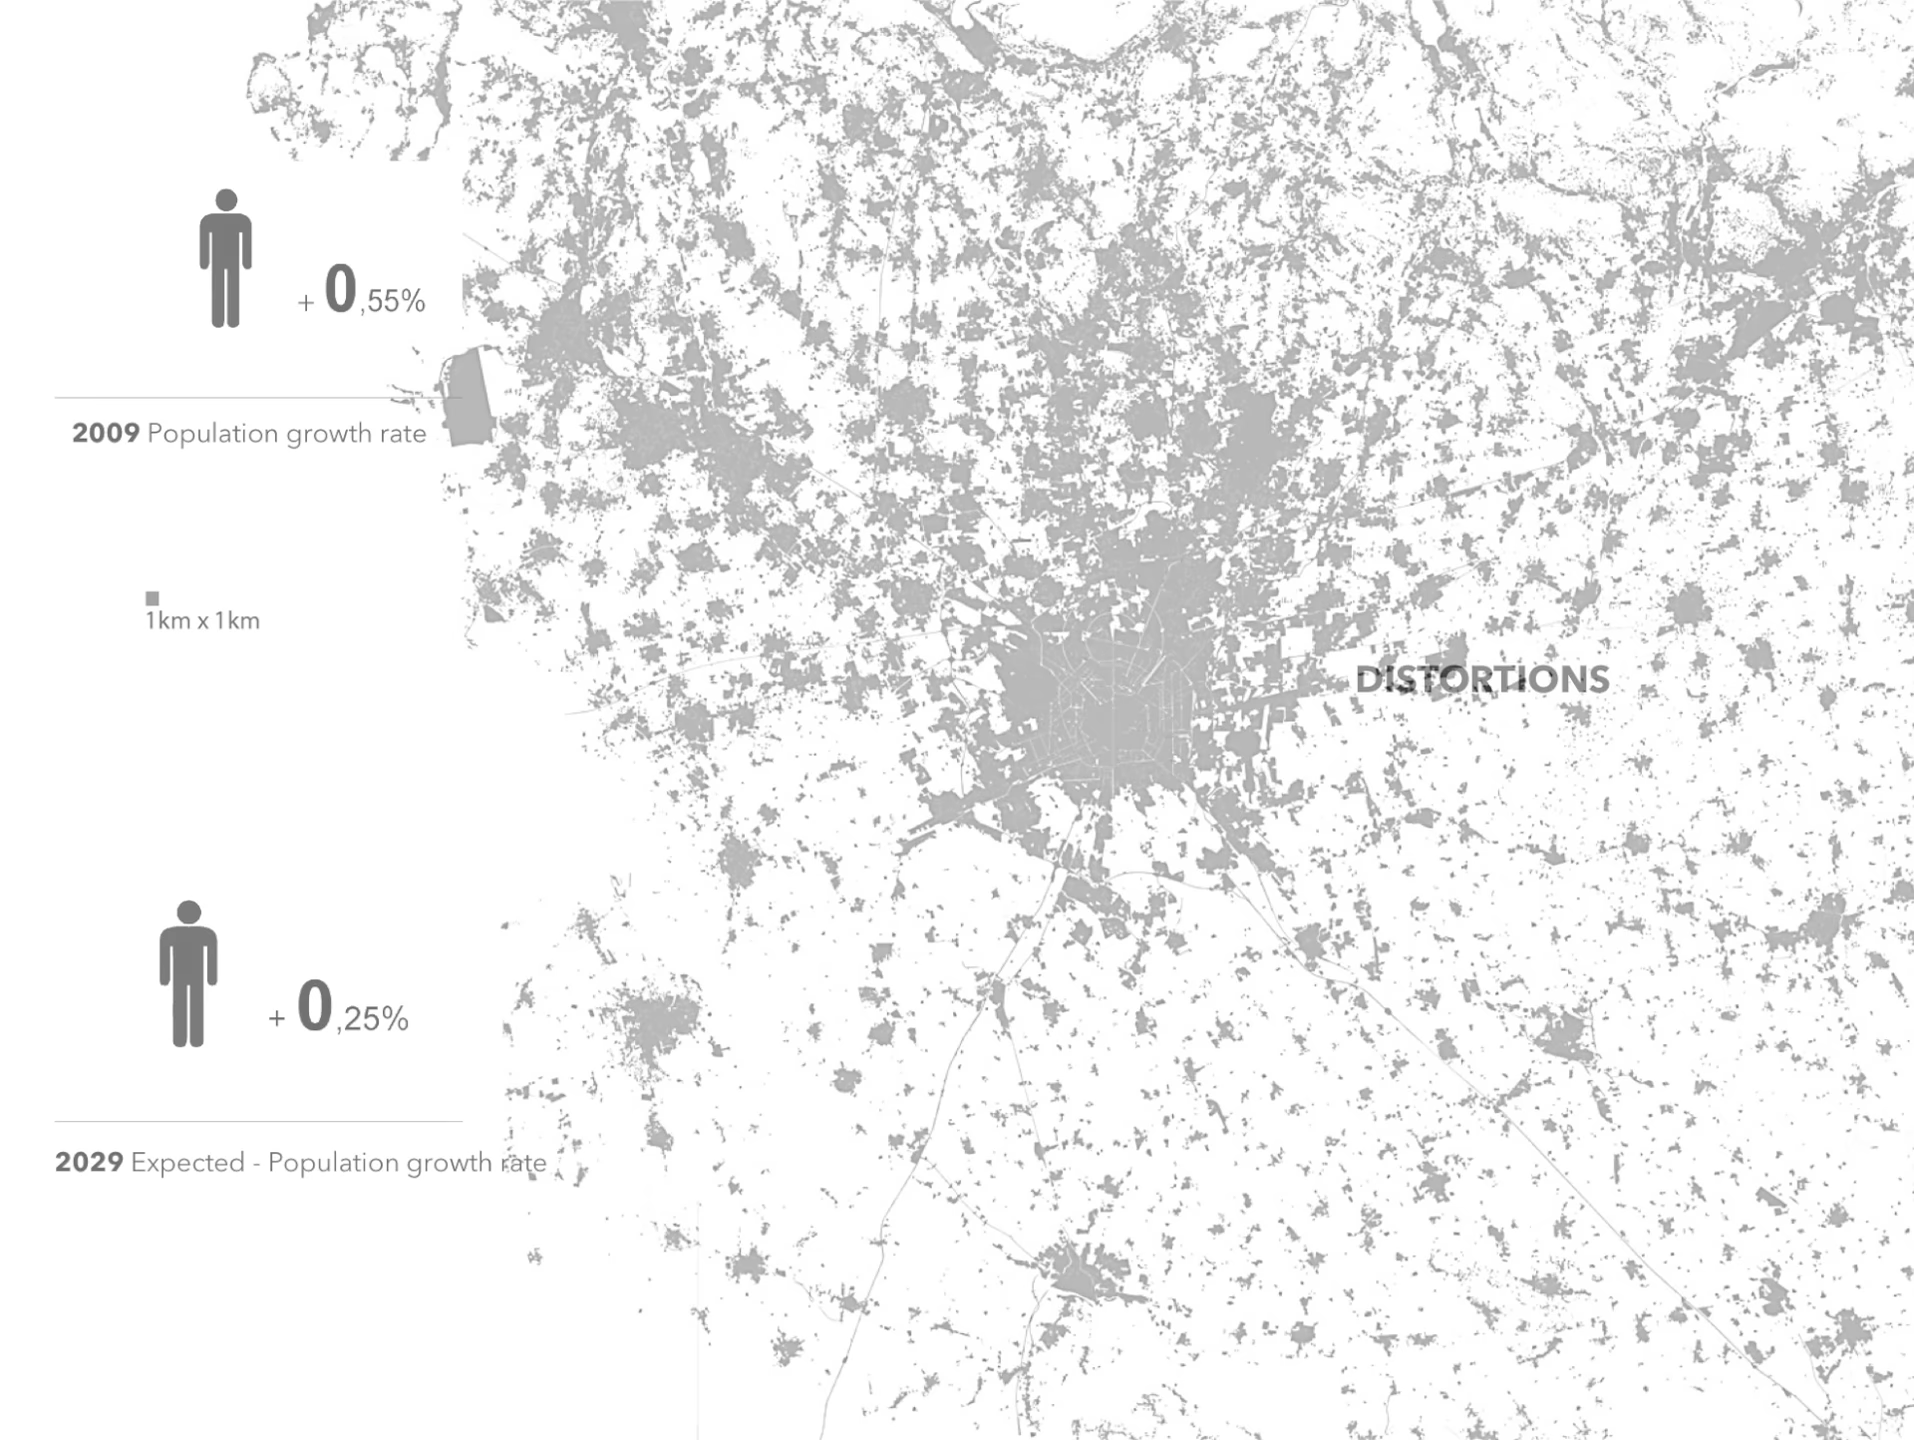 + 0,55%
2009 Population growth rate
1km x 1km
DISTORTIONS
+ 0,25%
2029 Expected - Population growth rate